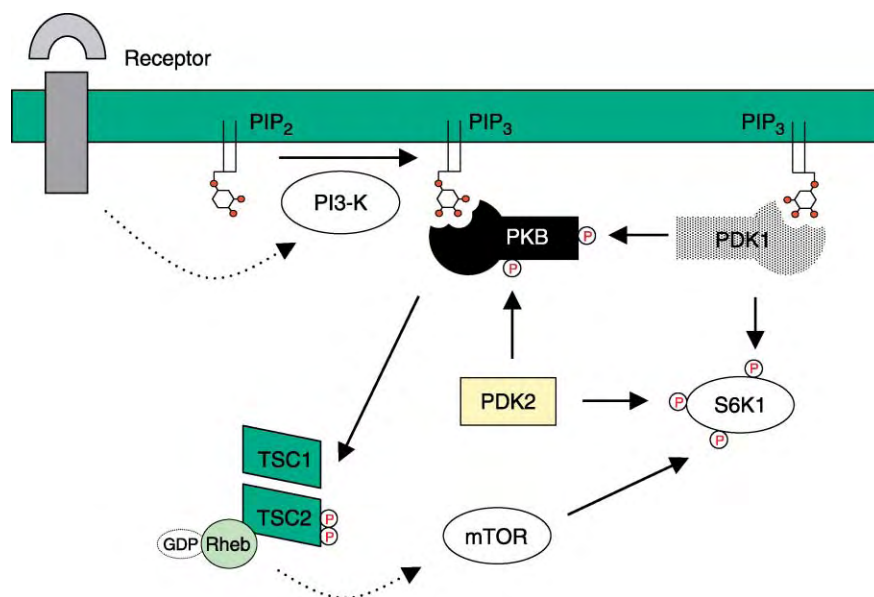 Receptor
PIP₂
PIP₃
PIP₃
PI3-K
PKB
P
PDK1
P
PDK2
P
P
S6K1
P
TSC1
TSC2
P
P
GDP
Rheb
mTOR